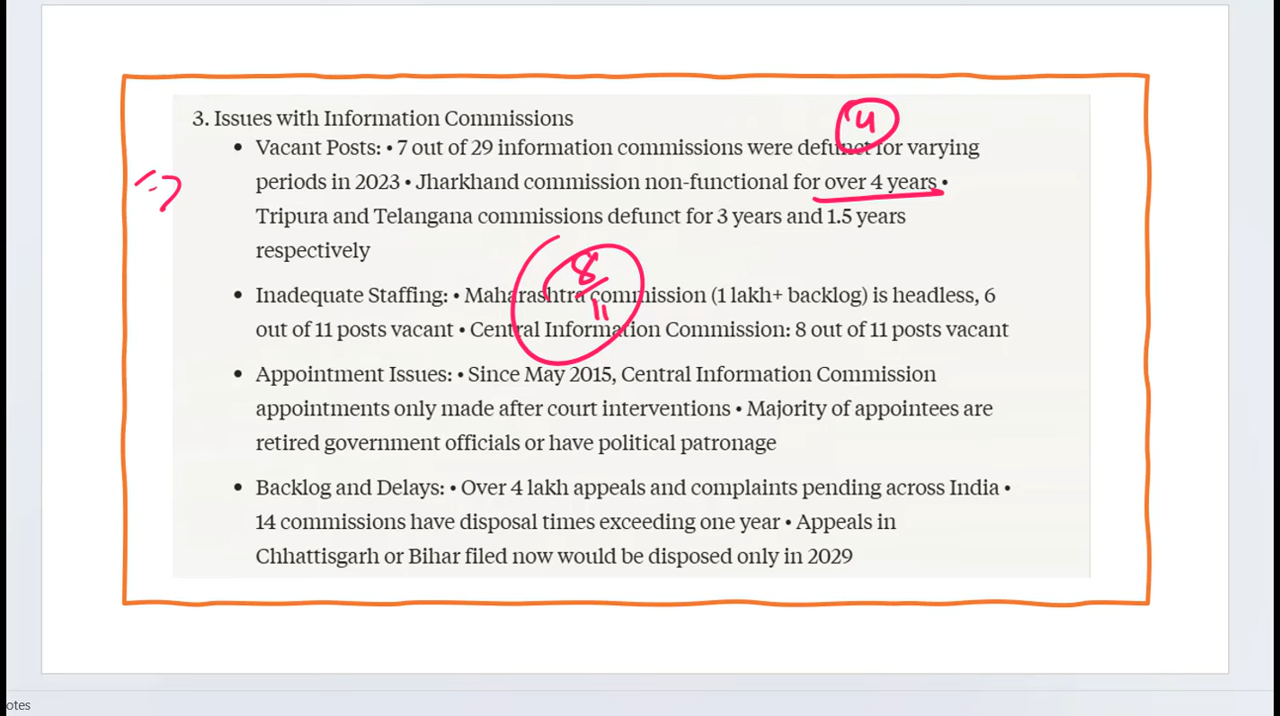 3. Issues with Information Commissions
4
• Vacant Posts: • 7 out of 29 information commissions were defunct for varying
periods in 2023 • Jharkhand commission non-functional for over 4 years •
Tripura and Telangana commissions defunct for 3 years and 1.5 years
respectively
8
11
• Inadequate Staffing: • Maharashtra commission (1 lakh+ backlog) is headless, 6
out of 11 posts vacant • Central Information Commission: 8 out of 11 posts vacant
• Appointment Issues: • Since May 2015, Central Information Commission
appointments only made after court interventions • Majority of appointees are
retired government officials or have political patronage
• Backlog and Delays: • Over 4 lakh appeals and complaints pending across India •
14 commissions have disposal times exceeding one year • Appeals in
Chhattisgarh or Bihar filed now would be disposed only in 2029
otes